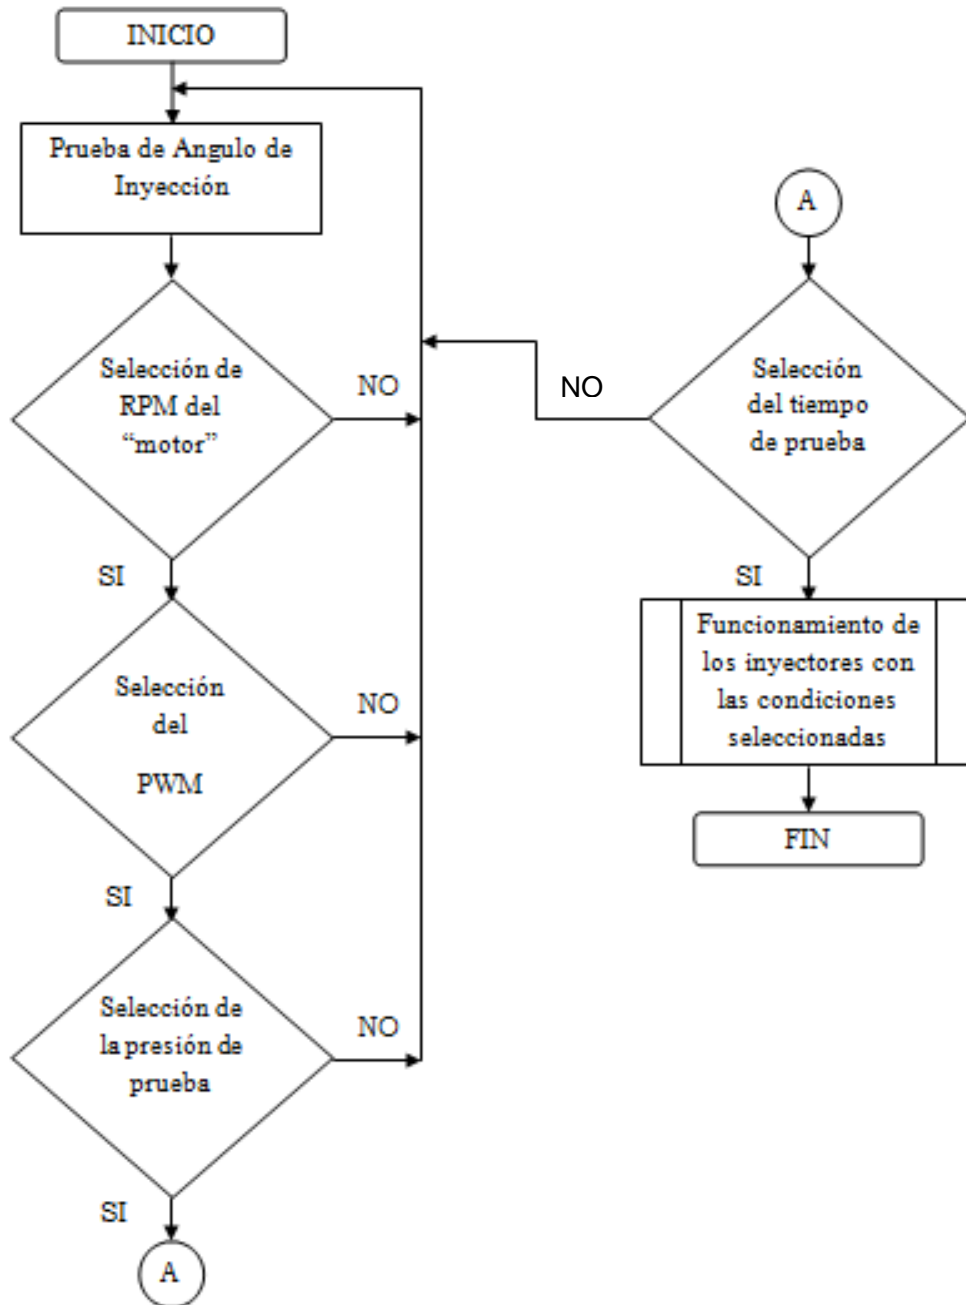 INICIO
Prueba de Angulo de
Inyección
Selección de
RPM del
“motor”
NO
SI
Selección
del
PWM
NO
SI
Selección de
la presión de
prueba
NO
SI
A
A
Selección
del tiempo
de prueba
NO
SI
Funcionamiento de
los inyectores con
las condiciones
seleccionadas
FIN